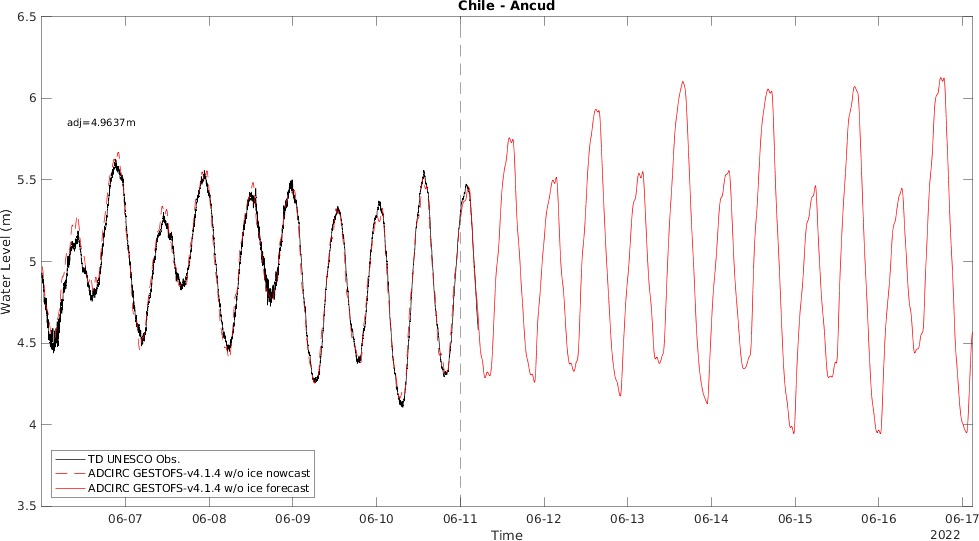 Chile - Ancud
6.5
6
5.5
5
4.5
4
3.5
Water Level (m)
adj=4.9637m
TD UNESCO Obs.
ADCIRC GESTOFS-v4.1.4 w/o ice nowcast
ADCIRC GESTOFS-v4.1.4 w/o ice forecast
06-07 06-08 06-09 06-10 06-11 06-12 06-13 06-14 06-15 06-16 06-17
Time
2022